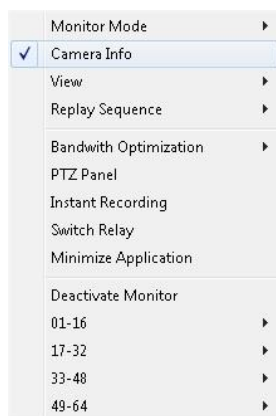 Monitor Mode
Camera Info
View
Replay Sequence
Bandwith Optimization
PTZ Panel
Instant Recording
Switch Relay
Minimize Application
Deactivate Monitor
01-16
17-32
33-48
49-64